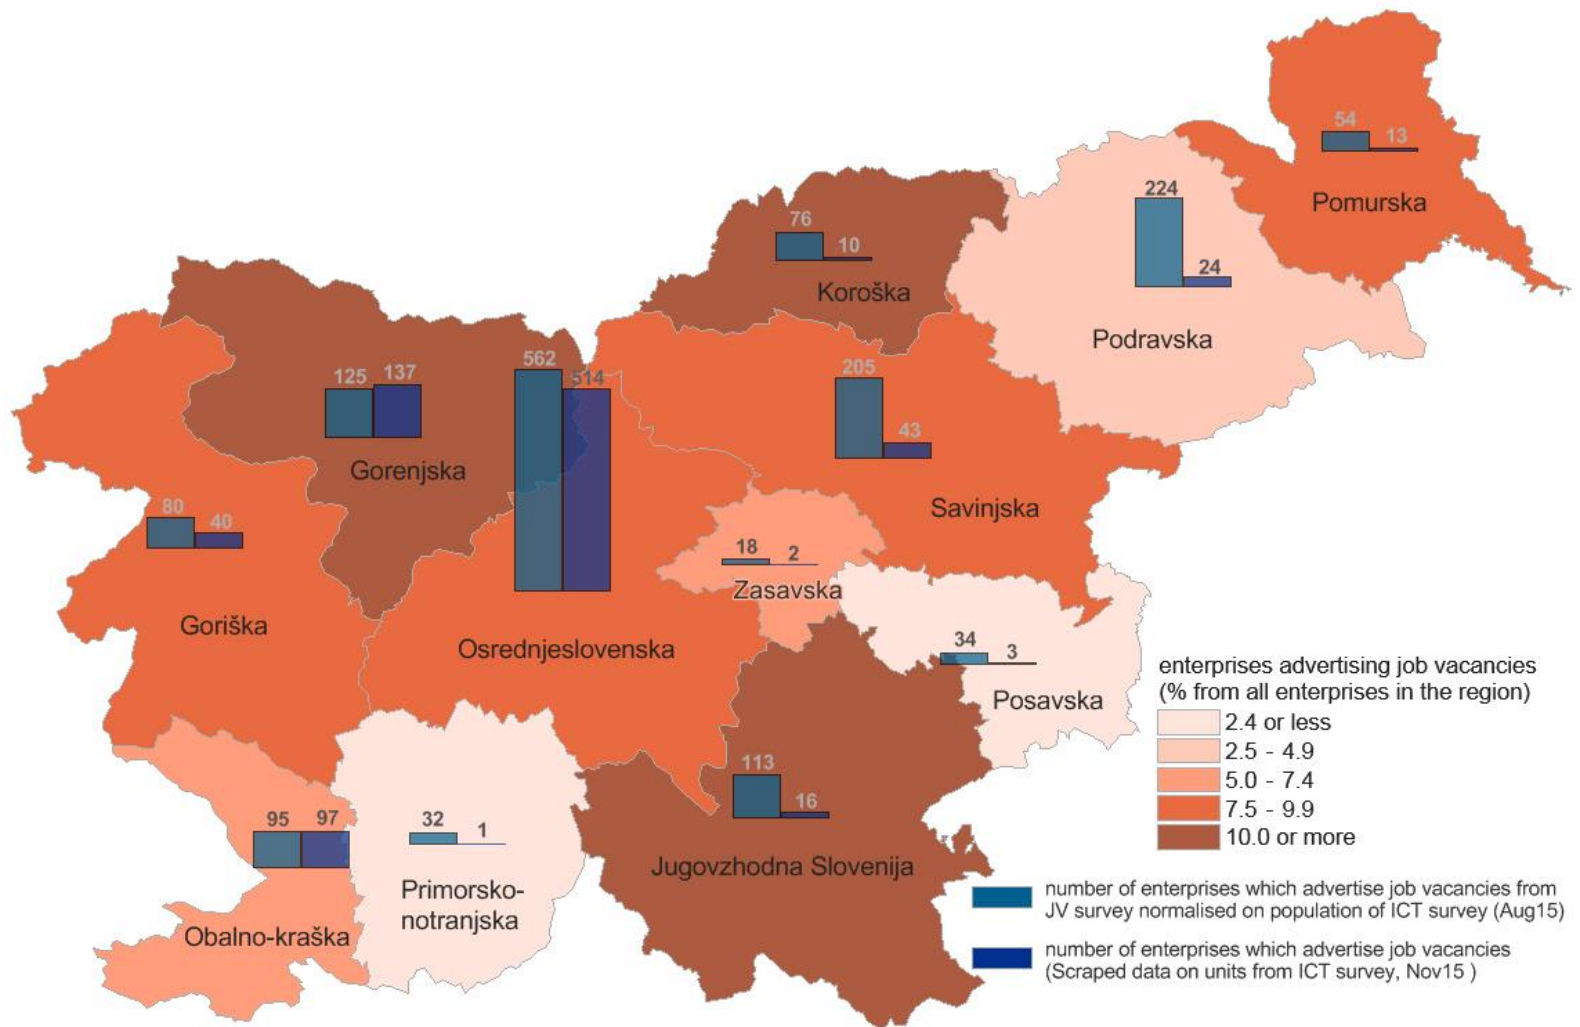 54
13
Pomurska
224
24
Podravska
76
10
Koroška
125 137
Gorenjska
562
514
205
43
Savinjska
80
40
Goriška
18 2
Zasavska
Osrednjeslovenska
34 3
Posavska
113
16
Jugovzhodna Slovenija
95 97
Obalno-kraška
32 1
Primorsko-
notranjska
enterprises advertising job vacancies
(% from all enterprises in the region)
2.4 or less
2.5 - 4.9
5.0 - 7.4
7.5 - 9.9
10.0 or more
number of enterprises which advertise job vacancies from
JV survey normalised on population of ICT survey (Aug15)
number of enterprises which advertise job vacancies
(Scraped data on units from ICT survey, Nov15 )